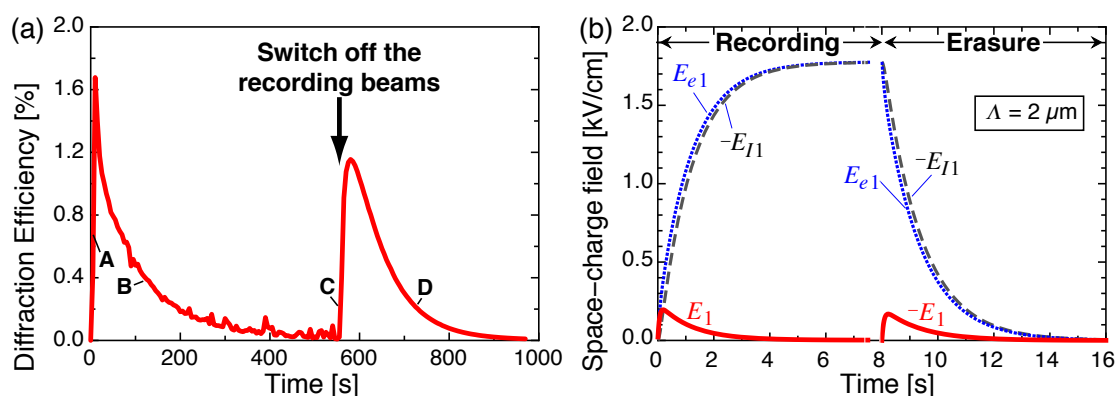 (a)
2.0
1.6
1.2
0.8
0.4
0.0
Diffraction Efficiency [%]
Switch off the
recording beams
A
B
C
D
0
200
400
600
800
1000
Time [s]
(b)
2.0
1.5
1.0
0.5
0.0
Space−charge field [kV/cm]
Recording
Erasure
Ee1
−EI1
Λ = 2 µm
−EI1
Ee1
E1
−E1
0
2
4
6
8
10
12
14
16
Time [s]